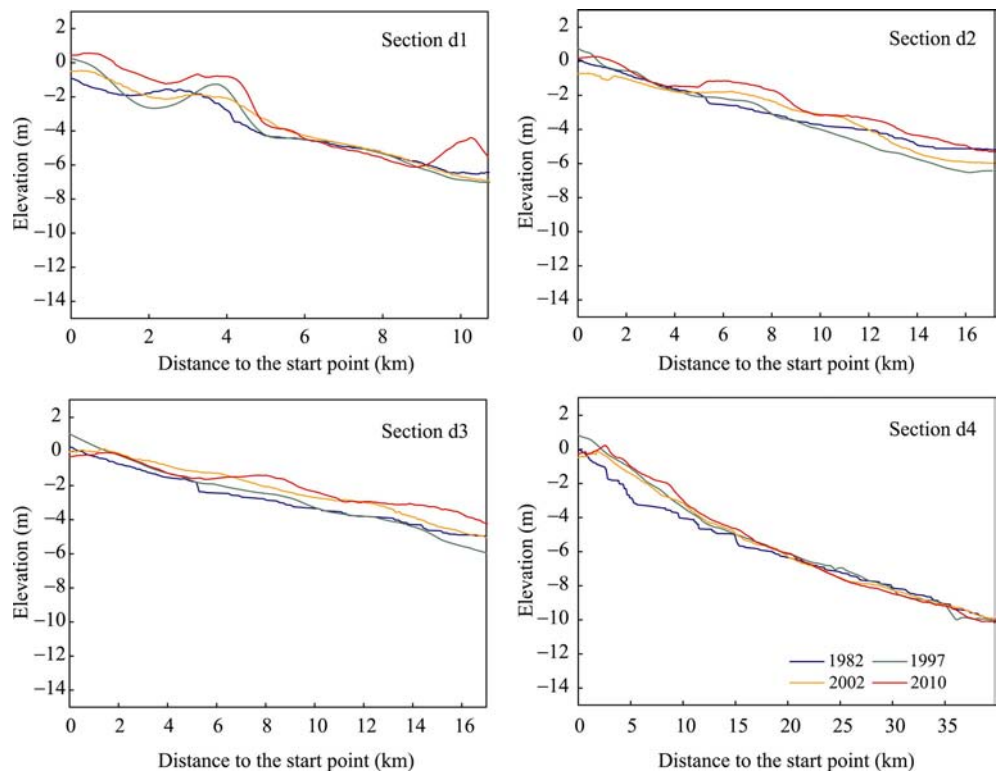 Section d1
2
0
−2
−4
−6
−8
−10
−12
−14
Elevation (m)
0 2 4 6 8 10
Distance to the start point (km)
Section d2
2
0
−2
−4
−6
−8
−10
−12
−14
Elevation (m)
0 2 4 6 8 10 12 14 16
Distance to the start point (km)
Section d3
2
0
−2
−4
−6
−8
−10
−12
−14
Elevation (m)
0 2 4 6 8 10 12 14 16
Distance to the start point (km)
Section d4
2
0
−2
−4
−6
−8
−10
−12
−14
Elevation (m)
1982 1997
2002 2010
0 5 10 15 20 25 30 35
Distance to the start point (km)